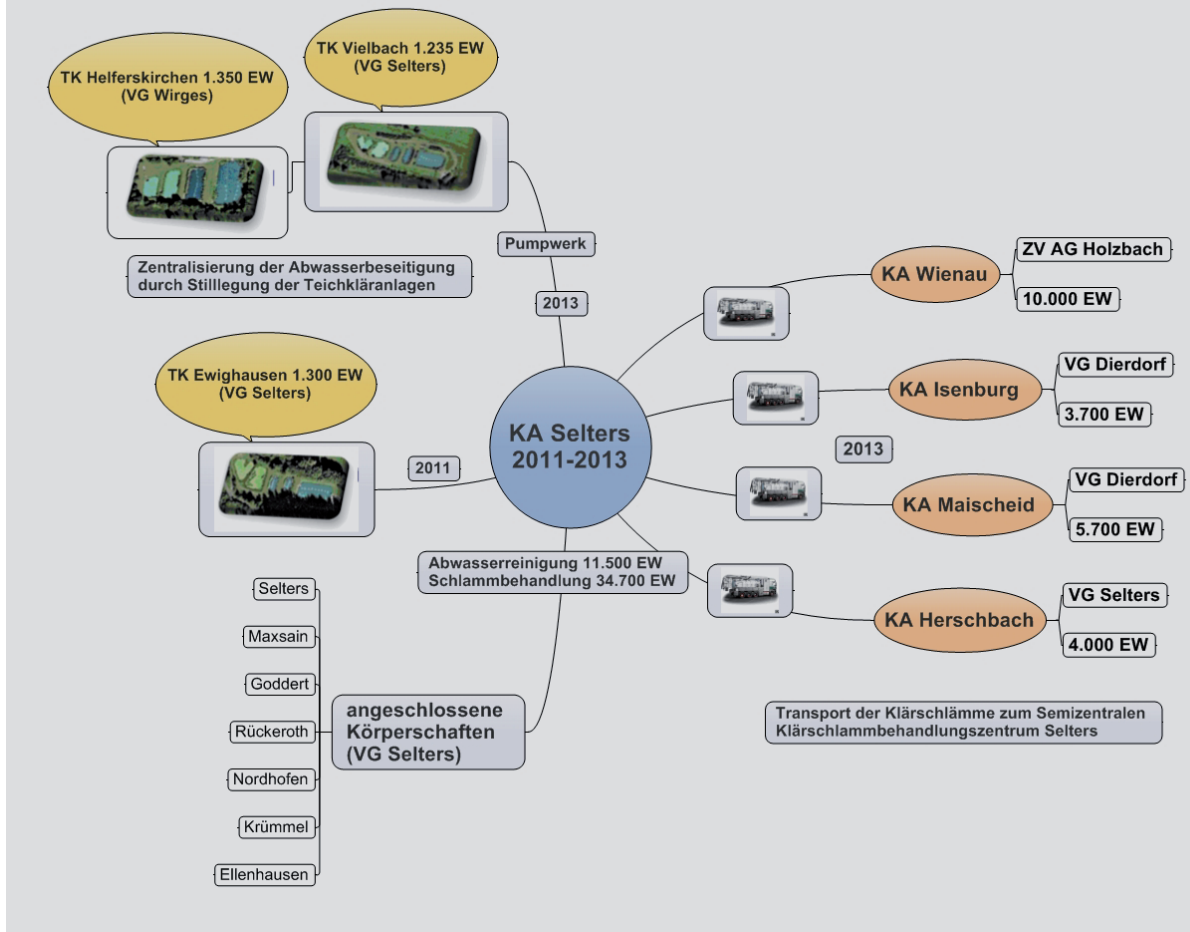 TK Vielbach 1.235 EW
(VG Selters)
TK Helferskirchen 1.350 EW
(VG Wirges)
Pumpwerk
Zentralisierung der Abwasserbeseitigung
durch Stilllegung der Teichkläranlagen
2013
TK Ewighausen 1.300 EW
(VG Selters)
2011
KA Selters
2011-2013
KA Wienau
ZV AG Holzbach
10.000 EW
KA Isenburg
VG Dierdorf
3.700 EW
2013
KA Maischeid
VG Dierdorf
5.700 EW
KA Herschbach
VG Selters
4.000 EW
Abwasserreinigung 11.500 EW
Schlammbehandlung 34.700 EW
Transport der Klärschlämme zum Semizentralen
Klärschlammbehandlungszentrum Selters
angeschlossene
Körperschaften
(VG Selters)
Selters
Maxsain
Goddert
Rückeroth
Nordhofen
Krümmel
Ellenhausen